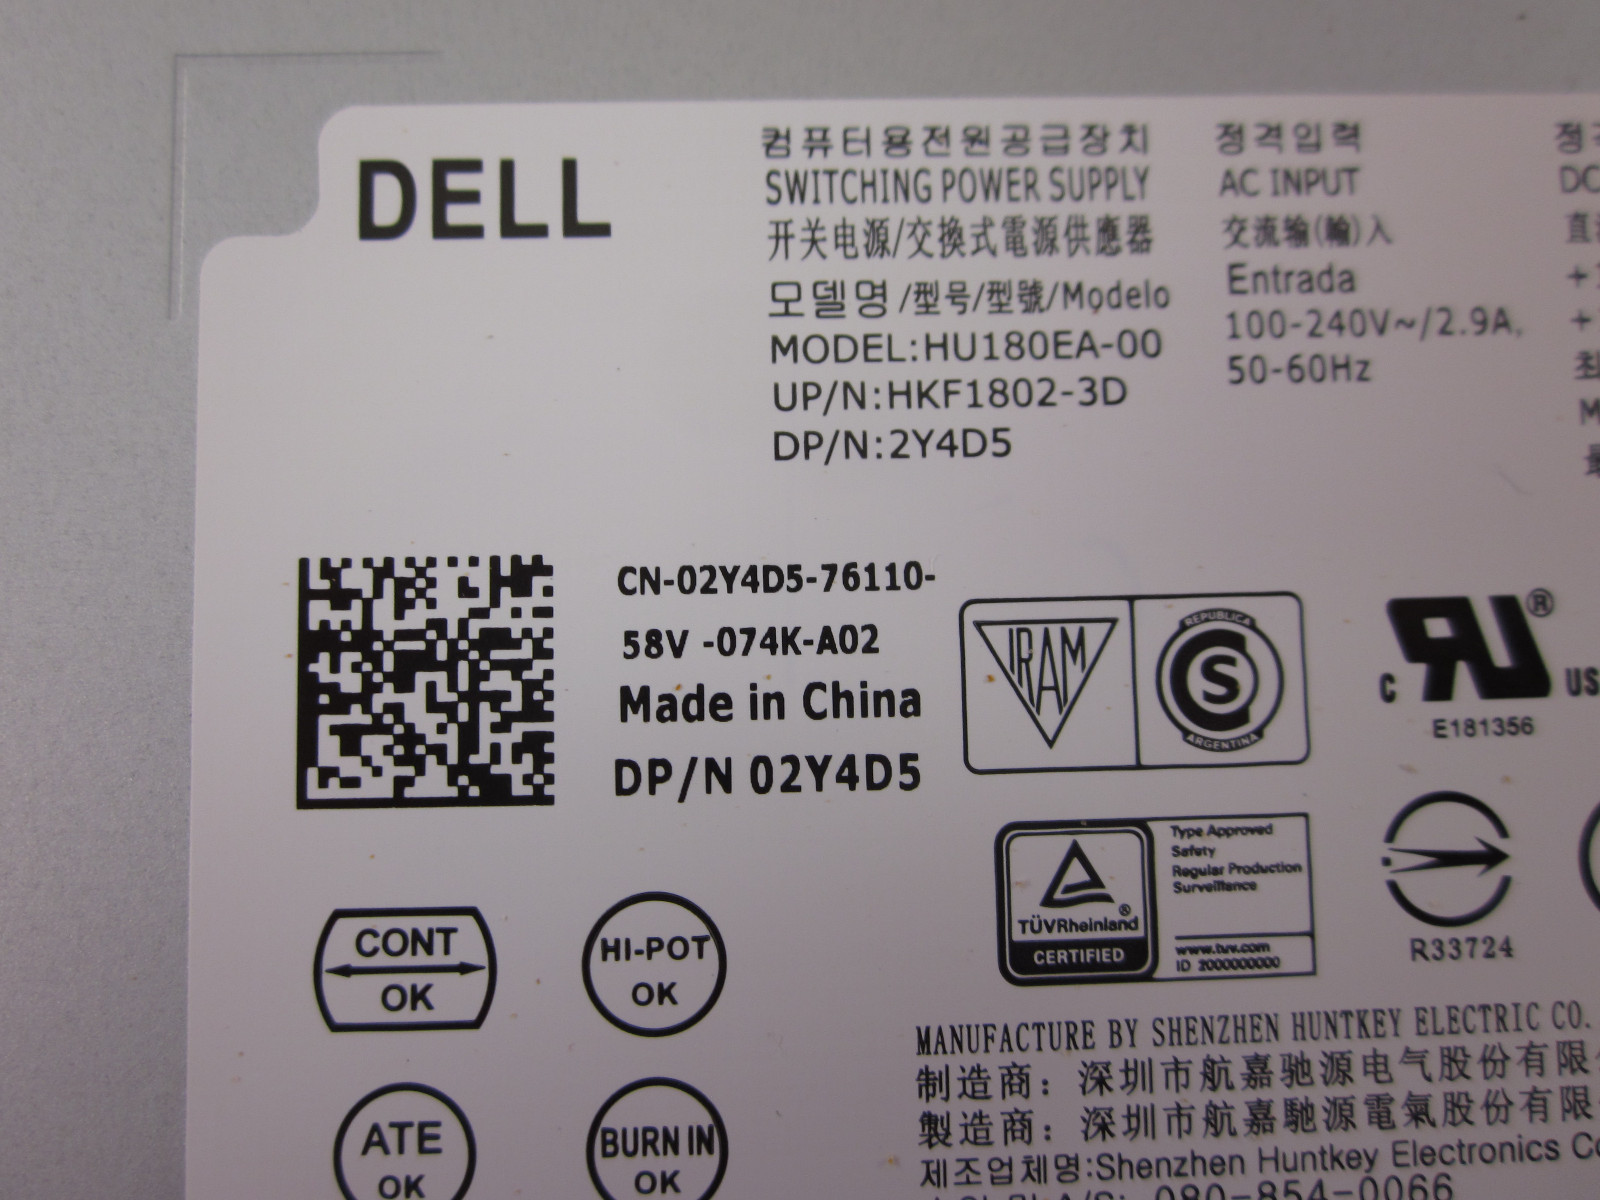 DELL
컴퓨터용전원공급장치
SWITCHING POWER SUPPLY
开关电源/交換式電源供應器
모델명/型号/型號/Modelo
MODEL:HU180EA-00
UP/N:HKF1802-3D
DP/N:2Y4D5
정격입력
AC INPUT
交流输(輸)入
Entrada
100-240V~/2.9A,
50-60Hz
CN-02Y4D5-76110-
58V -074K-A02
Made in China
DP/N 02Y4D5
IRAM
REPUBLICA
S
ARGENTINA
®
C
US
E181356
TÜVRheinland
®
CERTIFIED
Type Approved
Safety
Regular Production
Surveillance
www.tuv.com
ID 2000000000
R33724
CONT
OK
HI-POT
OK
ATE
OK
BURN IN
OK
MANUFACTURE BY SHENZHEN HUNTKEY ELECTRIC CO.
制造商：深圳市航嘉驰源电气股份有限
製造商：深圳市航嘉馳源電氣股份有限
제조업체명:Shenzhen Huntkey Electronics Co
080-854-0066